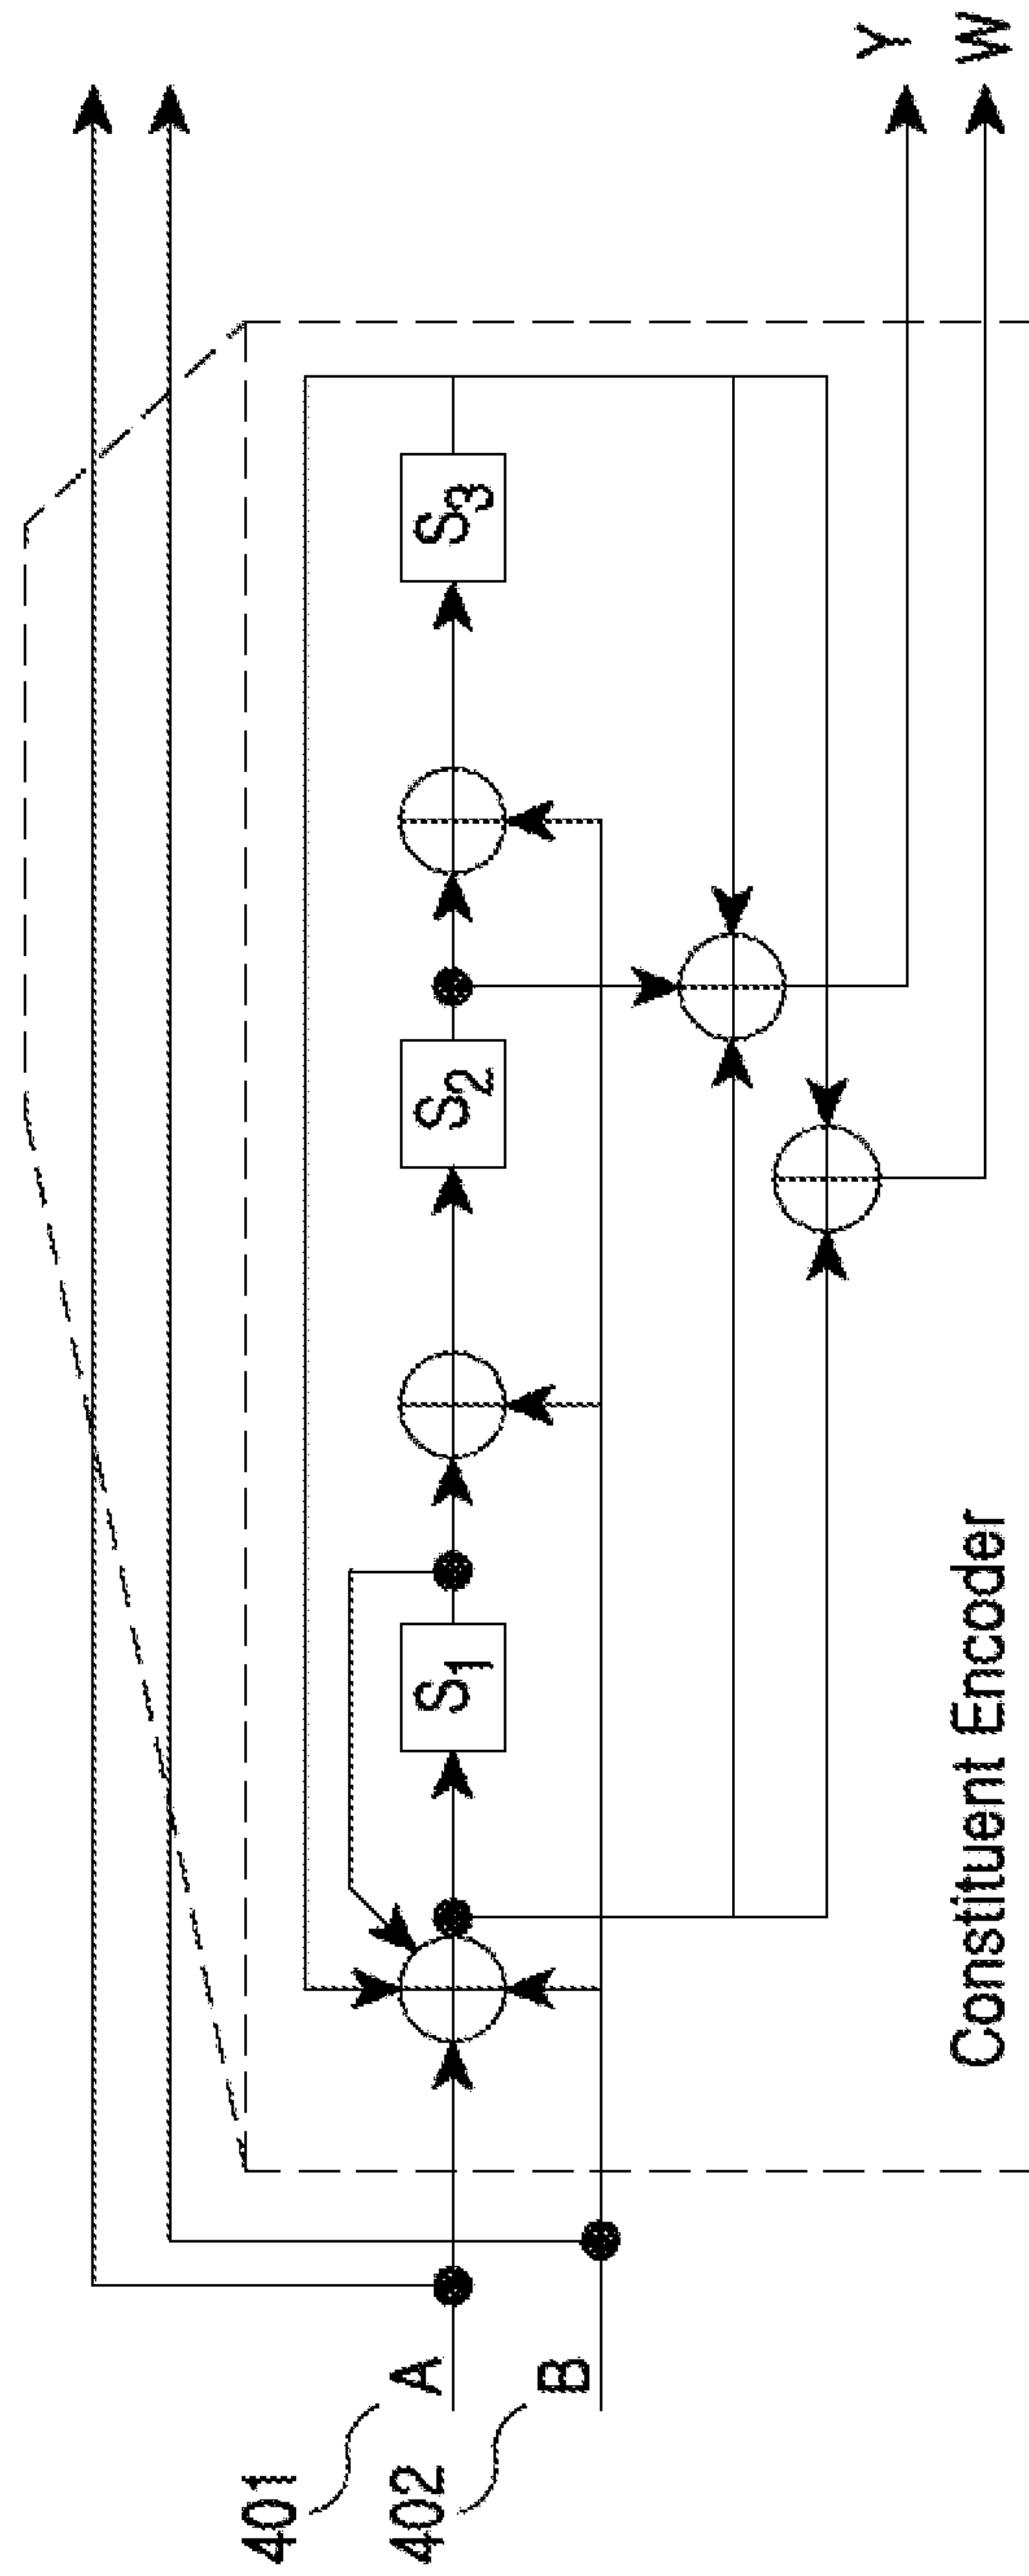 401
A
402
B
S1
S2
S3
Y
W
Constituent Encoder